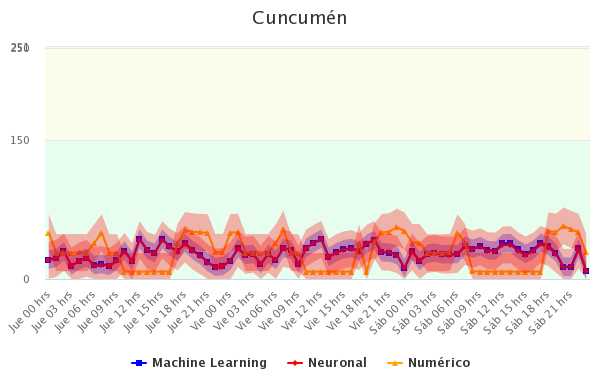 Cuncumén
250
150
0
Jue 00 hrs
Jue 03 hrs
Jue 06 hrs
Jue 09 hrs
Jue 12 hrs
Jue 15 hrs
Jue 18 hrs
Jue 21 hrs
Vie 00 hrs
Vie 03 hrs
Vie 06 hrs
Vie 09 hrs
Vie 12 hrs
Vie 15 hrs
Vie 18 hrs
Vie 21 hrs
Sáb 00 hrs
Sáb 03 hrs
Sáb 06 hrs
Sáb 09 hrs
Sáb 12 hrs
Sáb 15 hrs
Sáb 18 hrs
Sáb 21 hrs
Machine Learning
Neuronal
Numérico